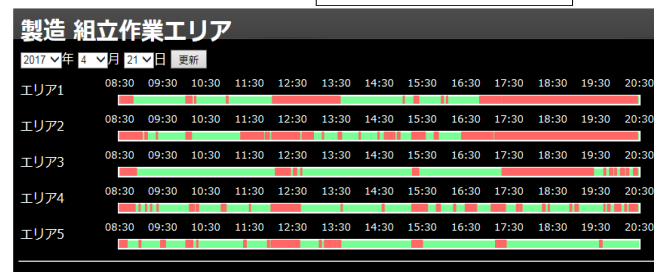 製造 組立作業エリア
2017 年 4 月 21 日 更新
エリア1 08:30 09:30 10:30 11:30 12:30 13:30 14:30 15:30 16:30 17:30 18:30 19:30 20:30
エリア2 08:30 09:30 10:30 11:30 12:30 13:30 14:30 15:30 16:30 17:30 18:30 19:30 20:30
エリア3 08:30 09:30 10:30 11:30 12:30 13:30 14:30 15:30 16:30 17:30 18:30 19:30 20:30
エリア4 08:30 09:30 10:30 11:30 12:30 13:30 14:30 15:30 16:30 17:30 18:30 19:30 20:30
エリア5 08:30 09:30 10:30 11:30 12:30 13:30 14:30 15:30 16:30 17:30 18:30 19:30 20:30